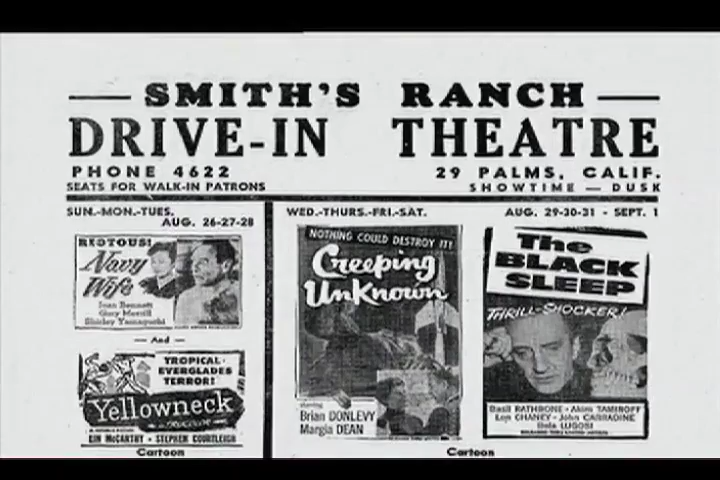 SMITH'S RANCH
DRIVE-IN THEATRE
PHONE 4622
29 PALMS, CALIF.
SEATS FOR WALK-IN PATRONS
SHOWTIME — DUSK
SUN.-MON.-TUES.
AUG. 26-27-28
RIOTOUS!
Navy
Wife
Joan Bennett
Gary Merrill
Shirley Yamaguchi
— And —
TROPICAL-
EVERGLADES
TERROR!
Yellowneck
LIN McCARTHY - STEPHEN COURTLEIGH
Cartoon
WED.-THURS.-FRI.-SAT.
AUG. 29-30-31 - SEPT. 1
NOTHING COULD DESTROY IT!
Creeping
UnKnown
starring
Brian DONLEVY
Margia DEAN
The
BLACK
SLEEP
THRILL-SHOCKER!
Basil RATHBONE - Akim TAMIROFF
Lon CHANEY - John CARRADINE
Bela LUGOSI
Cartoon